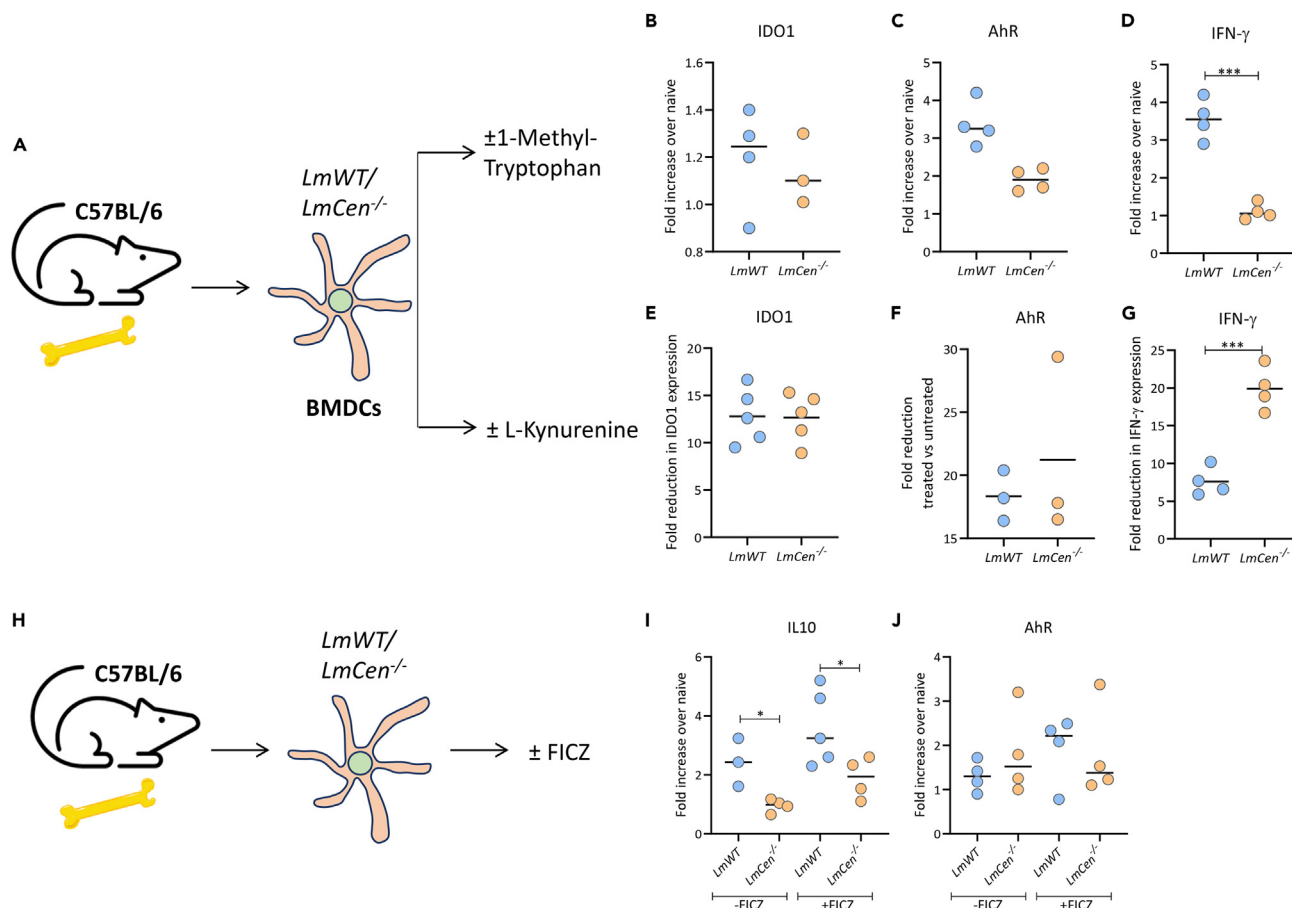 A
C57BL/6
LmWT/
LmCen-/-
BMDCs
±1-Methyl-
Tryptophan
± L-Kynurenine
B
IDO1
Fold increase over naive
1.6
1.4
1.2
1.0
0.8
LmWT
LmCen-/-
C
AhR
Fold increase over naive
5
4
3
2
1
0
LmWT
LmCen-/-
D
IFN-γ
Fold increase over naive
5
4
3
2
1
0
***
LmWT
LmCen-/-
E
IDO1
Fold reduction in IDO1 expression
20
15
10
5
0
LmWT
LmCen-/-
F
AhR
Fold reduction
treated vs untreated
30
25
20
15
LmWT
LmCen-/-
G
IFN-γ
Fold reduction in IFN-γ expression
25
20
15
10
5
0
***
LmWT
LmCen-/-
H
C57BL/6
LmWT/
LmCen-/-
± FICZ
I
IL10
Fold increase over naive
6
4
2
0
*
*
LmWT
LmCen-/-
LmWT
LmCen-/-
-FICZ
+FICZ
J
AhR
Fold increase over naive
4
3
2
1
0
LmWT
LmCen-/-
LmWT
LmCen-/-
-FICZ
+FICZ